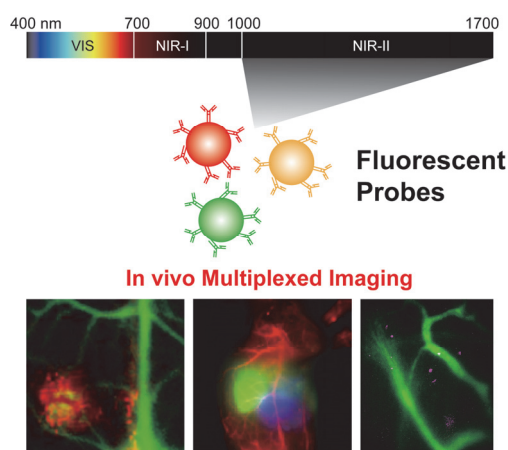 400 nm 700 900 1000 1700
VIS NIR-I NIR-II
Fluorescent
Probes
In vivo Multiplexed Imaging